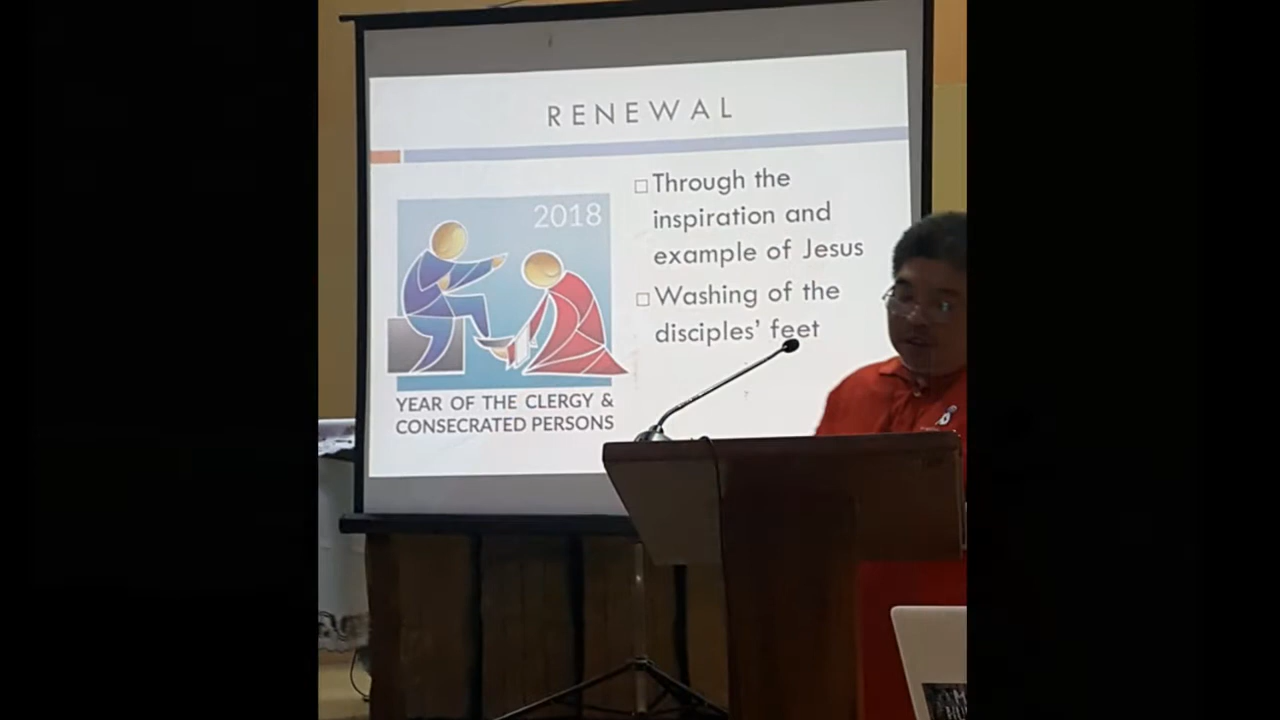 RENEWAL
2018
YEAR OF THE CLERGY &
CONSECRATED PERSONS
□ Through the
inspiration and
example of Jesus
□ Washing of the
disciples' feet